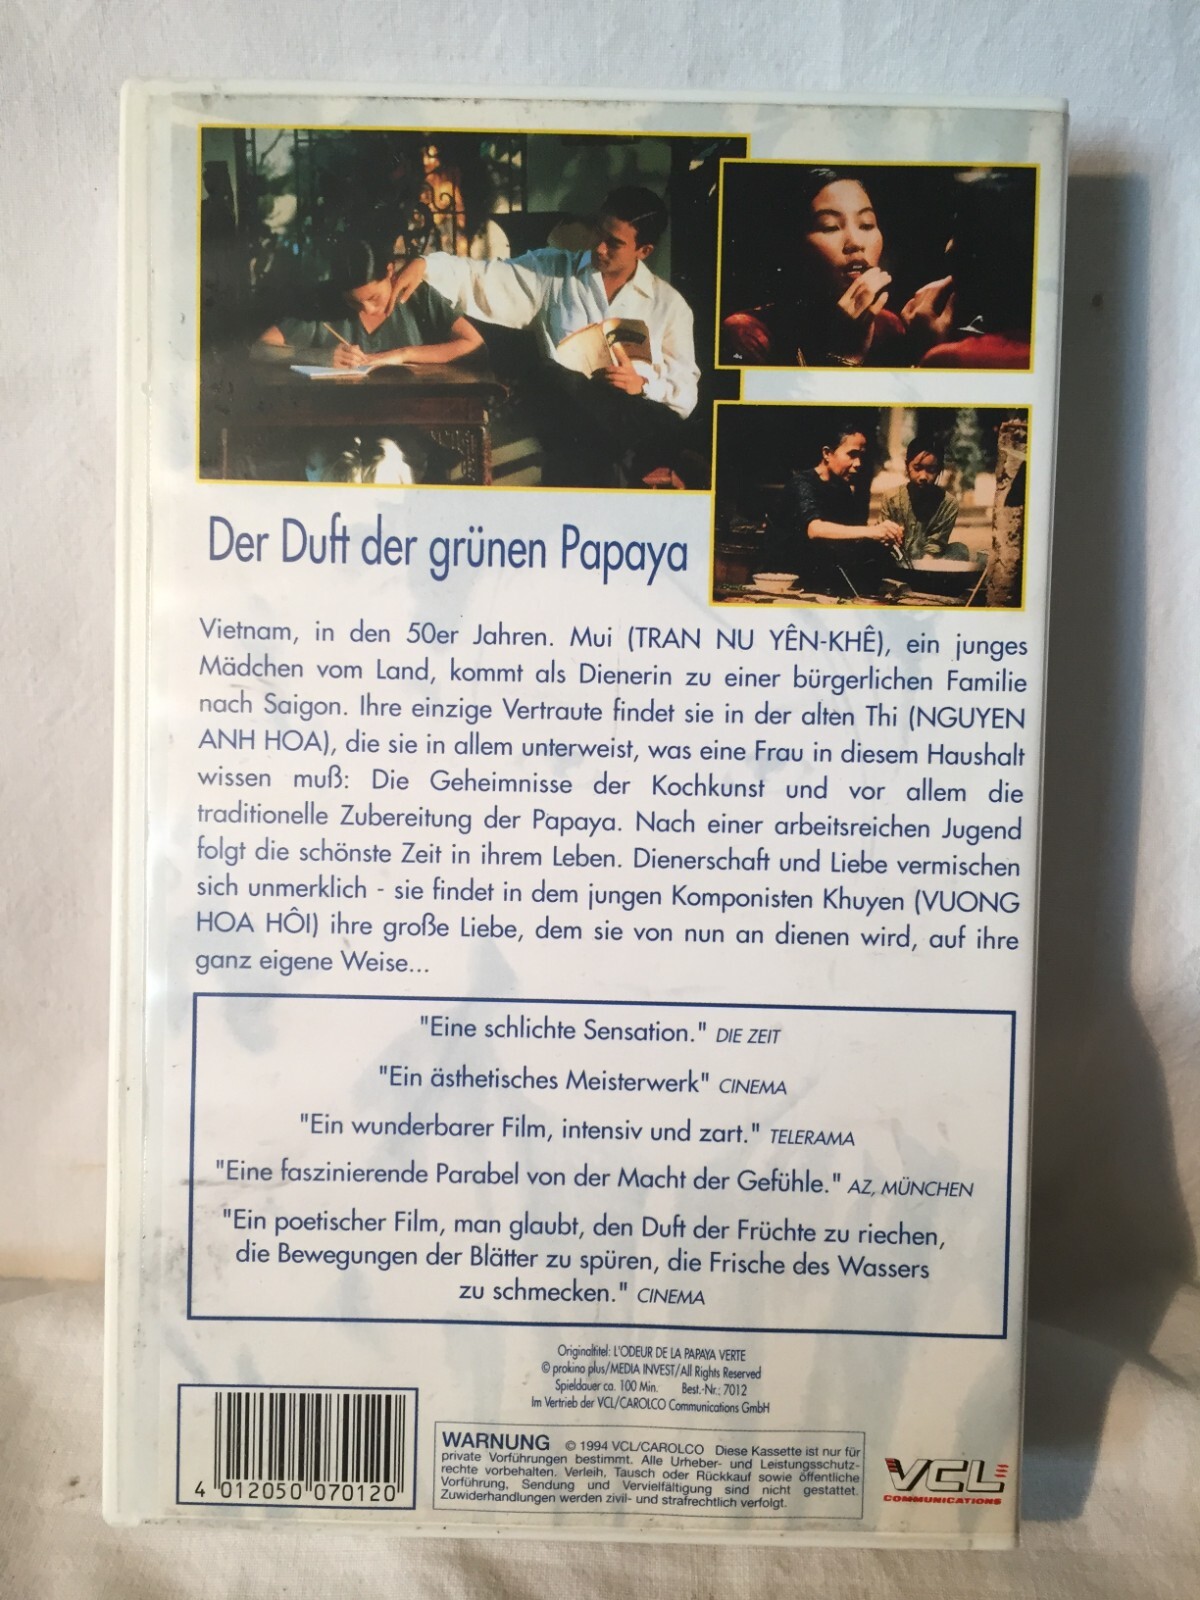 Der Duft der grünen Papaya
Vietnam, in den 50er Jahren. Mui (TRAN NU YÊN-KHÊ), ein junges
Mädchen vom Land, kommt als Dienerin zu einer bürgerlichen Familie
nach Saigon. Ihre einzige Vertraute findet sie in der alten Thi (NGUYEN
ANH HOA), die sie in allem unterweist, was eine Frau in diesem Haushalt
wissen muß: Die Geheimnisse der Kochkunst und vor allem die
traditionelle Zubereitung der Papaya. Nach einer arbeitsreichen Jugend
folgt die schönste Zeit in ihrem Leben. Dienerschaft und Liebe vermischen
sich unmerklich - sie findet in dem jungen Komponisten Khuyen (VUONG
HOA HÔI) ihre große Liebe, dem sie von nun an dienen wird, auf ihre
ganz eigene Weise...
"Eine schlichte Sensation." DIE ZEIT
"Ein ästhetisches Meisterwerk" CINEMA
"Ein wunderbarer Film, intensiv und zart." TELERAMA
"Eine faszinierende Parabel von der Macht der Gefühle." AZ, MÜNCHEN
"Ein poetischer Film, man glaubt, den Duft der Früchte zu riechen,
die Bewegungen der Blätter zu spüren, die Frische des Wassers
zu schmecken." CINEMA
Originaltitel: L'ODEUR DE LA PAPAYA VERTE
© prokino plus/MEDIA INVEST/All Rights Reserved
Spieldauer ca. 100 Min. Best.-Nr.: 7012
Im Vertrieb der VCL/CAROLCO Communications GmbH
4 012050 070120
WARNUNG © 1994 VCL/CAROLCO Diese Kassette ist nur für
private Vorführungen bestimmt. Alle Urheber- und Leistungsschutz-
rechte vorbehalten. Verleih, Tausch oder Rückkauf sowie öffentliche
Vorführung, Sendung und Vervielfältigung sind nicht gestattet.
Zuwiderhandlungen werden zivil- und strafrechtlich verfolgt.
VCL
COMMUNICATIONS